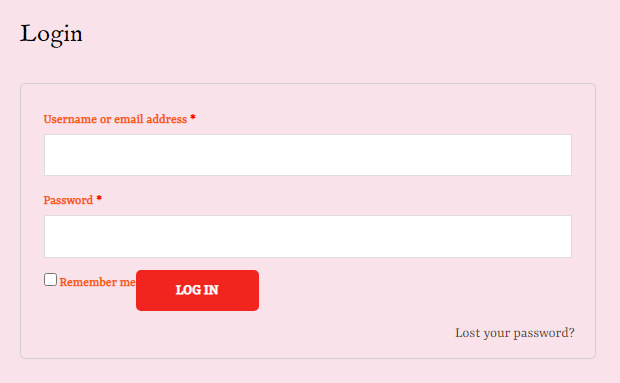 Login
Username or email address *
Password *
Remember me LOG IN
Lost your password?